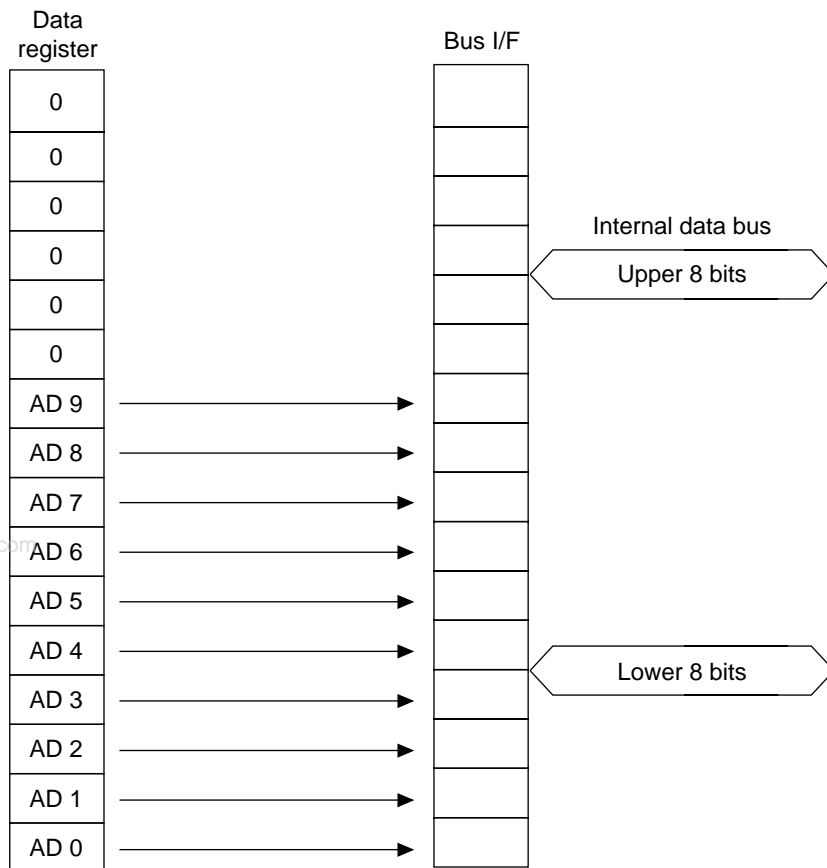 Data
register
Bus I/F
0
0
0
0
0
0
AD 9
AD 8
AD 7
AD 6
AD 5
AD 4
AD 3
AD 2
AD 1
AD 0
Internal data bus
Upper 8 bits
Lower 8 bits
com